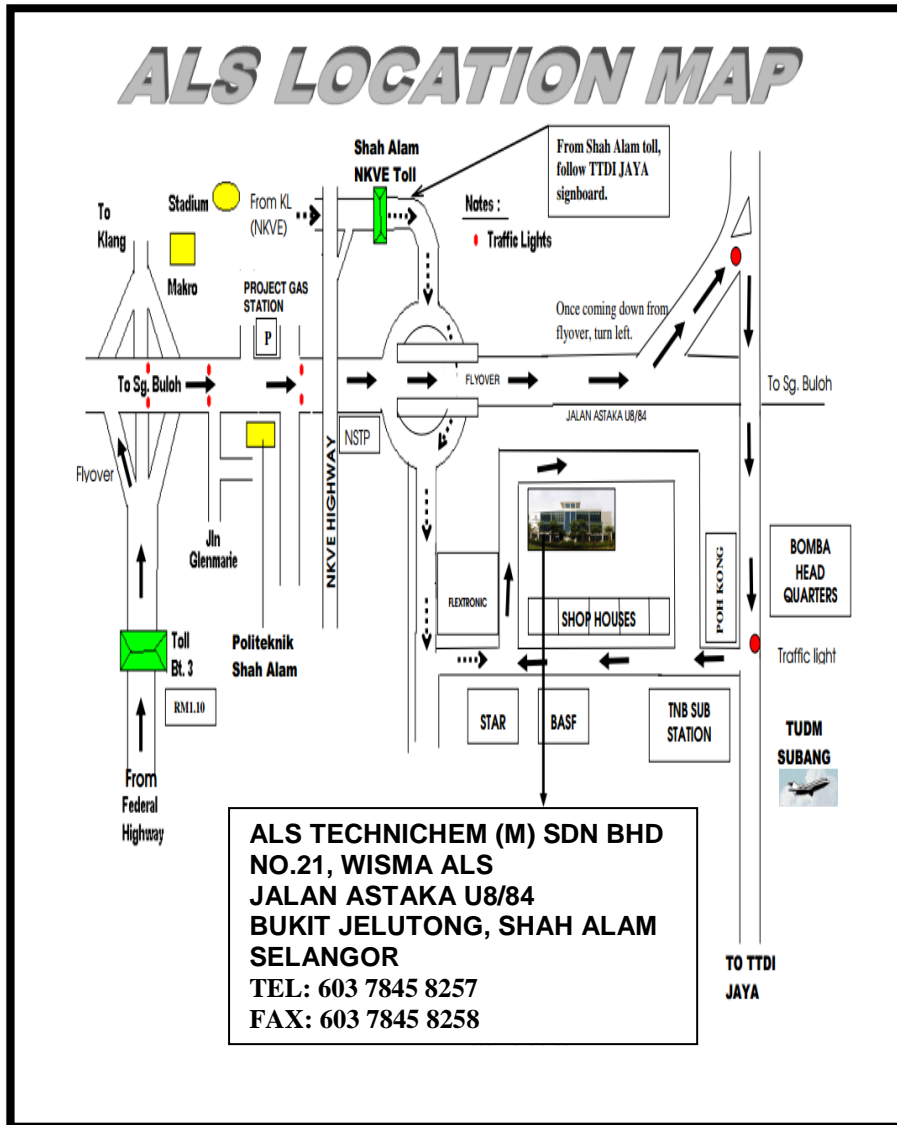 ALS LOCATION MAP
Shah Alam
NKVE Toll
From Shah Alam toll,
follow TTDI JAYA
signboard.
Stadium
From KL
(NKVE)
Notes :
Traffic Lights
To
Klang
Makro
PROJECT GAS
STATION
P
Once coming down from
flyover, turn left.
To Sg. Buloh
FLYOVER
To Sg. Buloh
JALAN ASTAKA U8/84
NSTP
Flyover
NKVE HIGHWAY
Jln
Glenmarie
FLEXTRONIC
SHOP HOUSES
POH KONG
BOMBA
HEAD
QUARTERS
Toll
Bt. 3
Politeknik
Shah Alam
Traffic light
RM1.10
STAR
BASF
TNB SUB
STATION
TUDM
SUBANG
From
Federal
Highway
ALS TECHNICHEM (M) SDN BHD
NO.21, WISMA ALS
JALAN ASTAKA U8/84
BUKIT JELUTONG, SHAH ALAM
SELANGOR
TEL: 603 7845 8257
FAX: 603 7845 8258
TO TTDI
JAYA